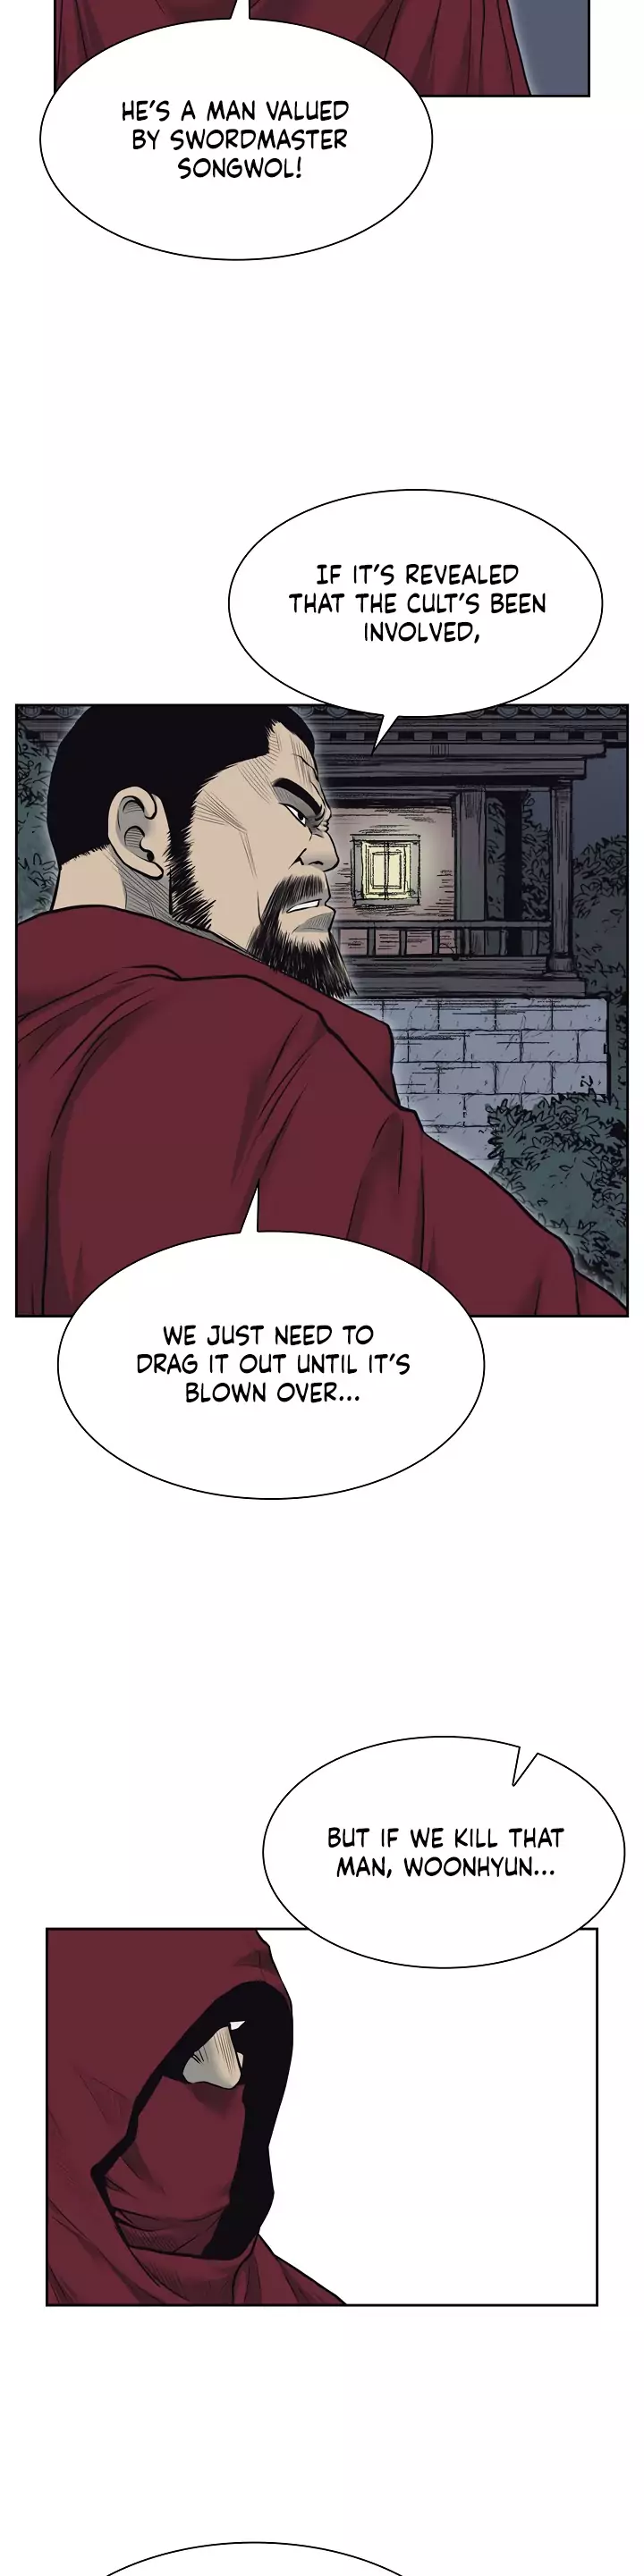 HE'S A MAN VALUED
BY SWORDMASTER
SONGWOL!
IF IT'S REVEALED
THAT THE CULT'S BEEN
INVOLVED,
WE JUST NEED TO
DRAG IT OUT UNTIL IT'S
BLOWN OVER...
BUT IF WE KILL THAT
MAN, WOONHYUN...